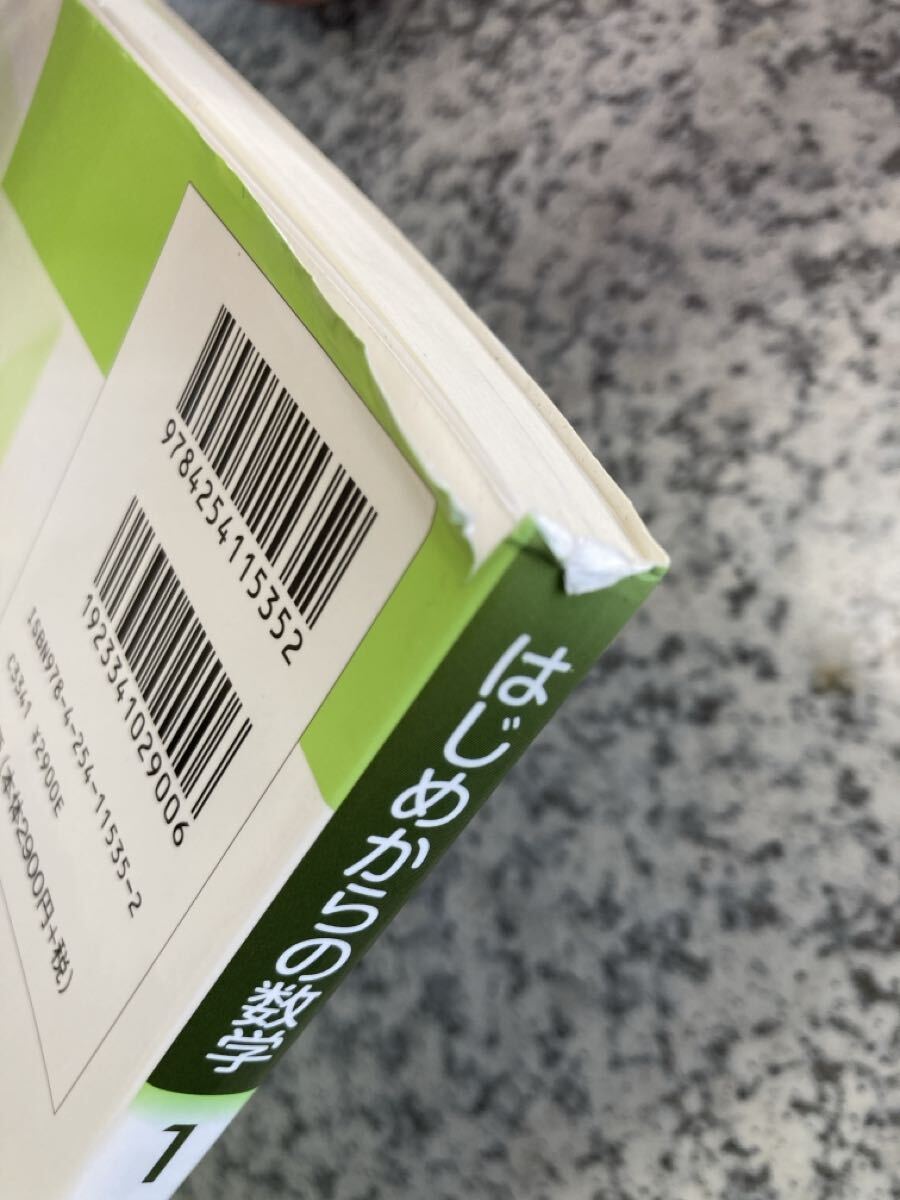 9784254115352
1923341029006
ISBN978-4-254-11535-2
C3341 ¥2900E
(本体2900円+税)
はじめからの数学
1